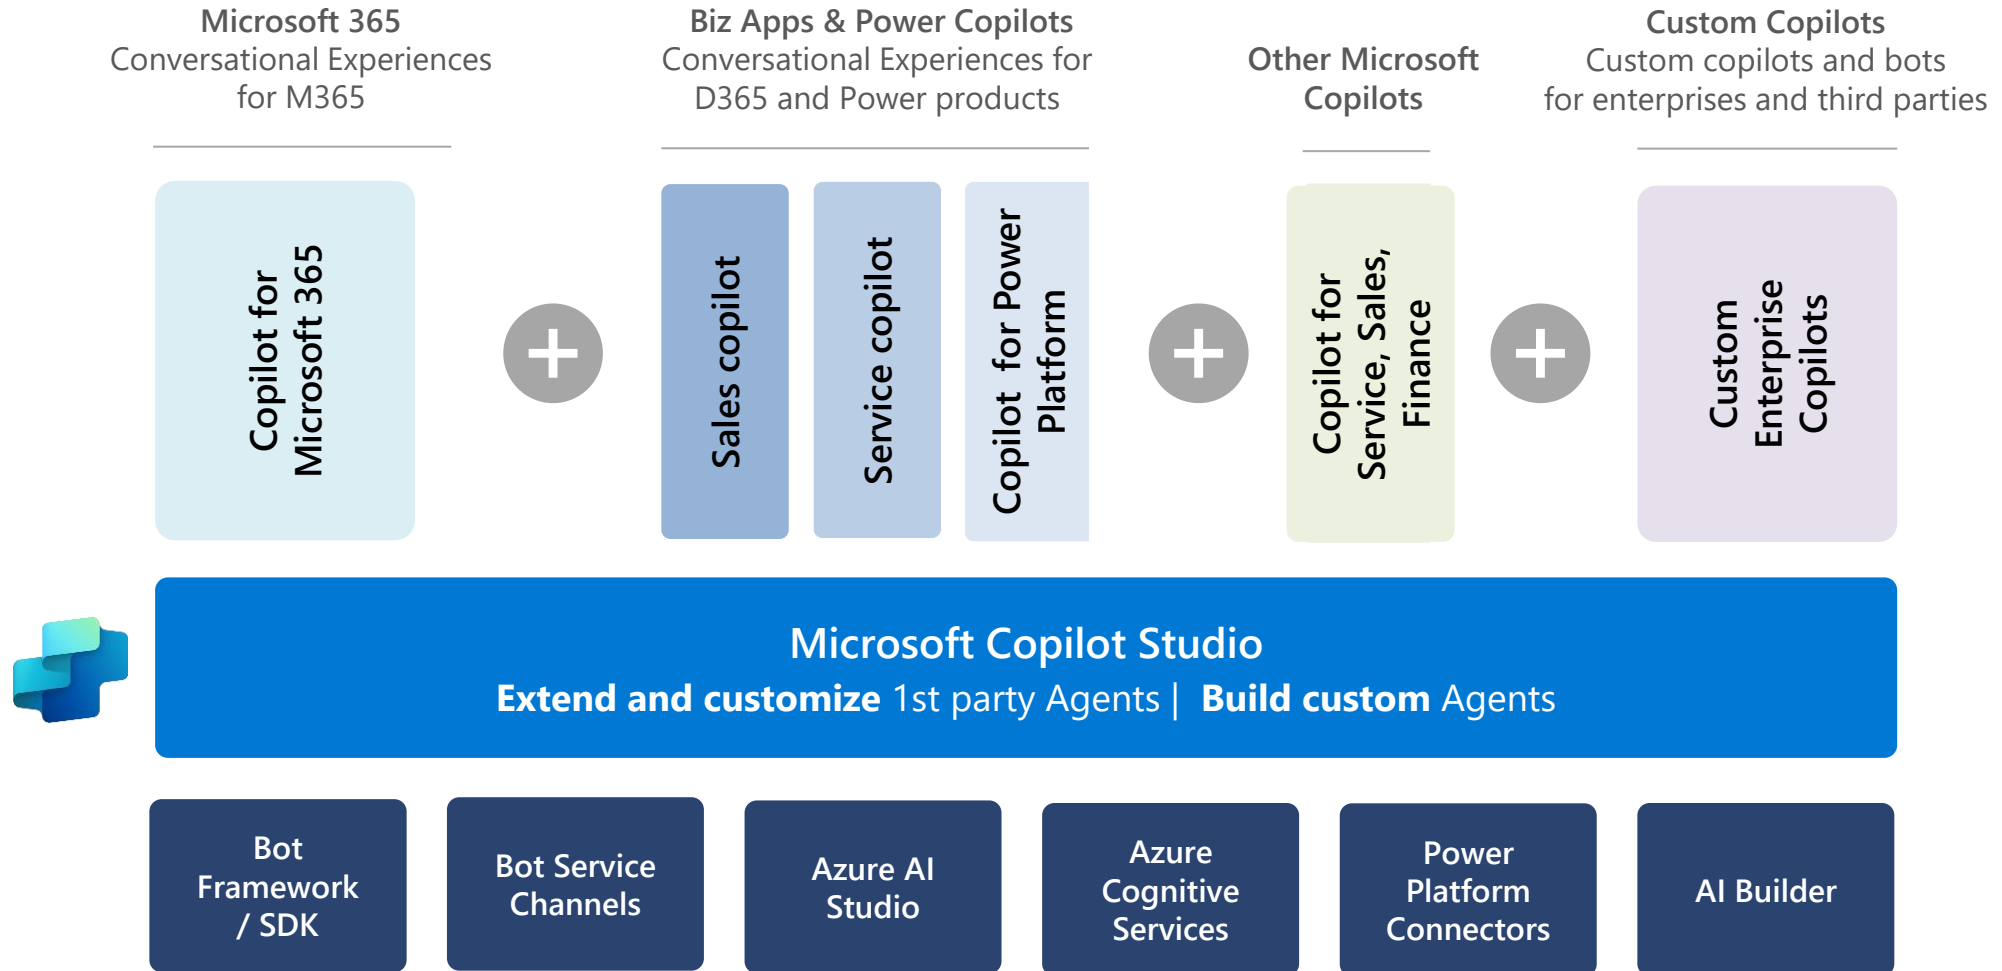 Microsoft 365
Conversational Experiences
for M365
Biz Apps & Power Copilots
Conversational Experiences for
D365 and Power products
Other Microsoft
Copilots
Custom Copilots
Custom copilots and bots
for enterprises and third parties
Copilot for
Microsoft 365
Sales copilot
Service copilot
Copilot for Power
Platform
Copilot for
Service, Sales,
Finance
Custom
Enterprise
Copilots
Microsoft Copilot Studio
Extend and customize 1st party Agents | Build custom Agents
Bot
Framework
/ SDK
Bot Service
Channels
Azure AI
Studio
Azure
Cognitive
Services
Power
Platform
Connectors
AI Builder